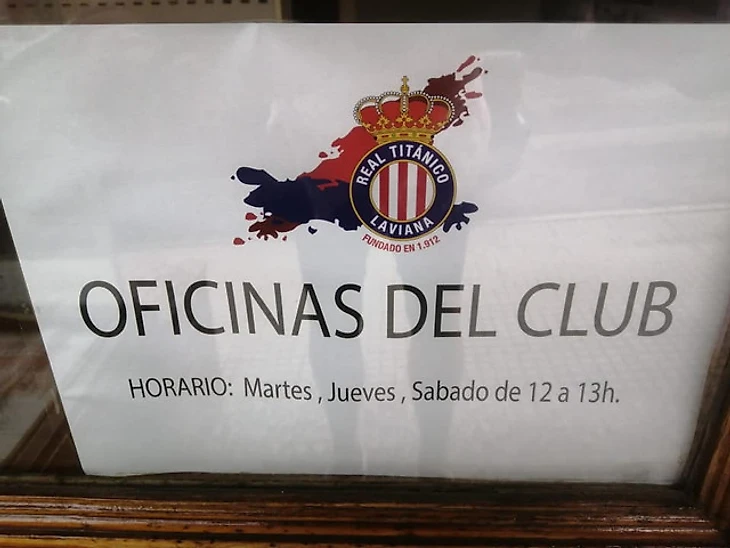 REAL TITÁNICO
LAVIANA
FUNDADO EN 1.912
OFICINAS DEL CLUB
HORARIO: Martes , Jueves , Sabado de 12 a 13h.